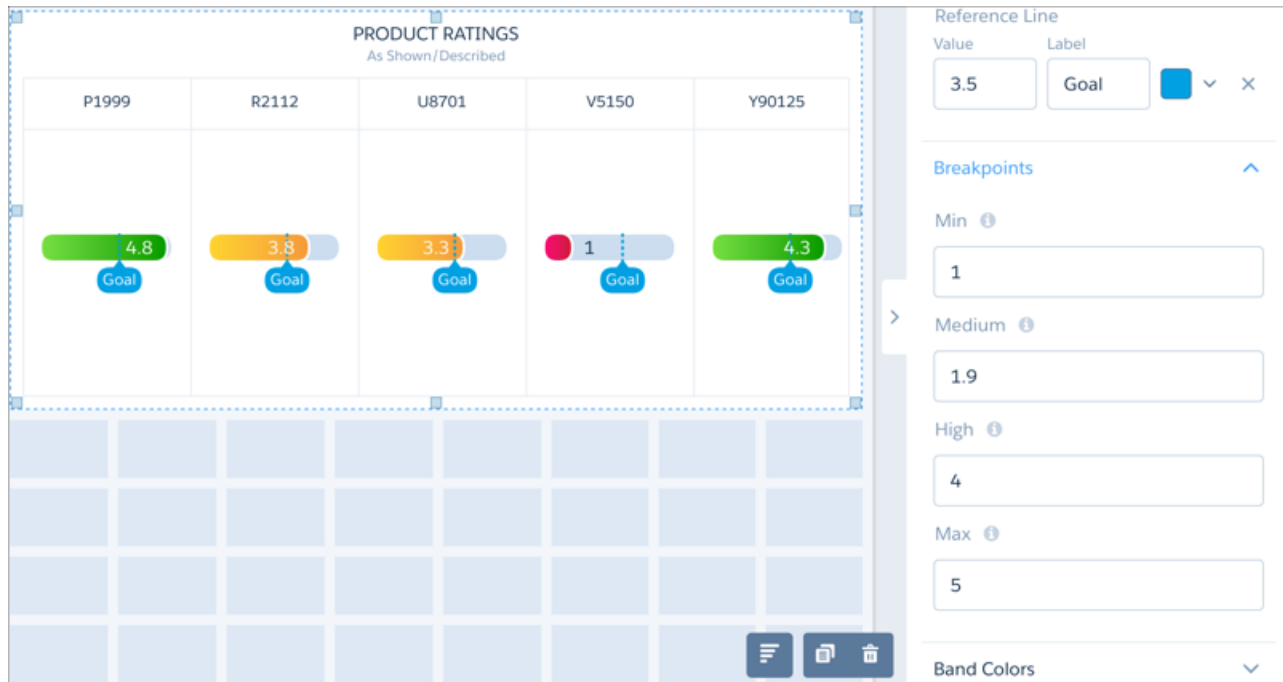 PRODUCT RATINGS
As Shown/Described
P1999 R2112 U8701 V5150 Y90125
4.8 3.8 3.3 1 4.3
Goal Goal Goal Goal Goal
Reference Line
Value Label
3.5 Goal
Breakpoints
Min
1
Medium
1.9
High
4
Max
5
Band Colors